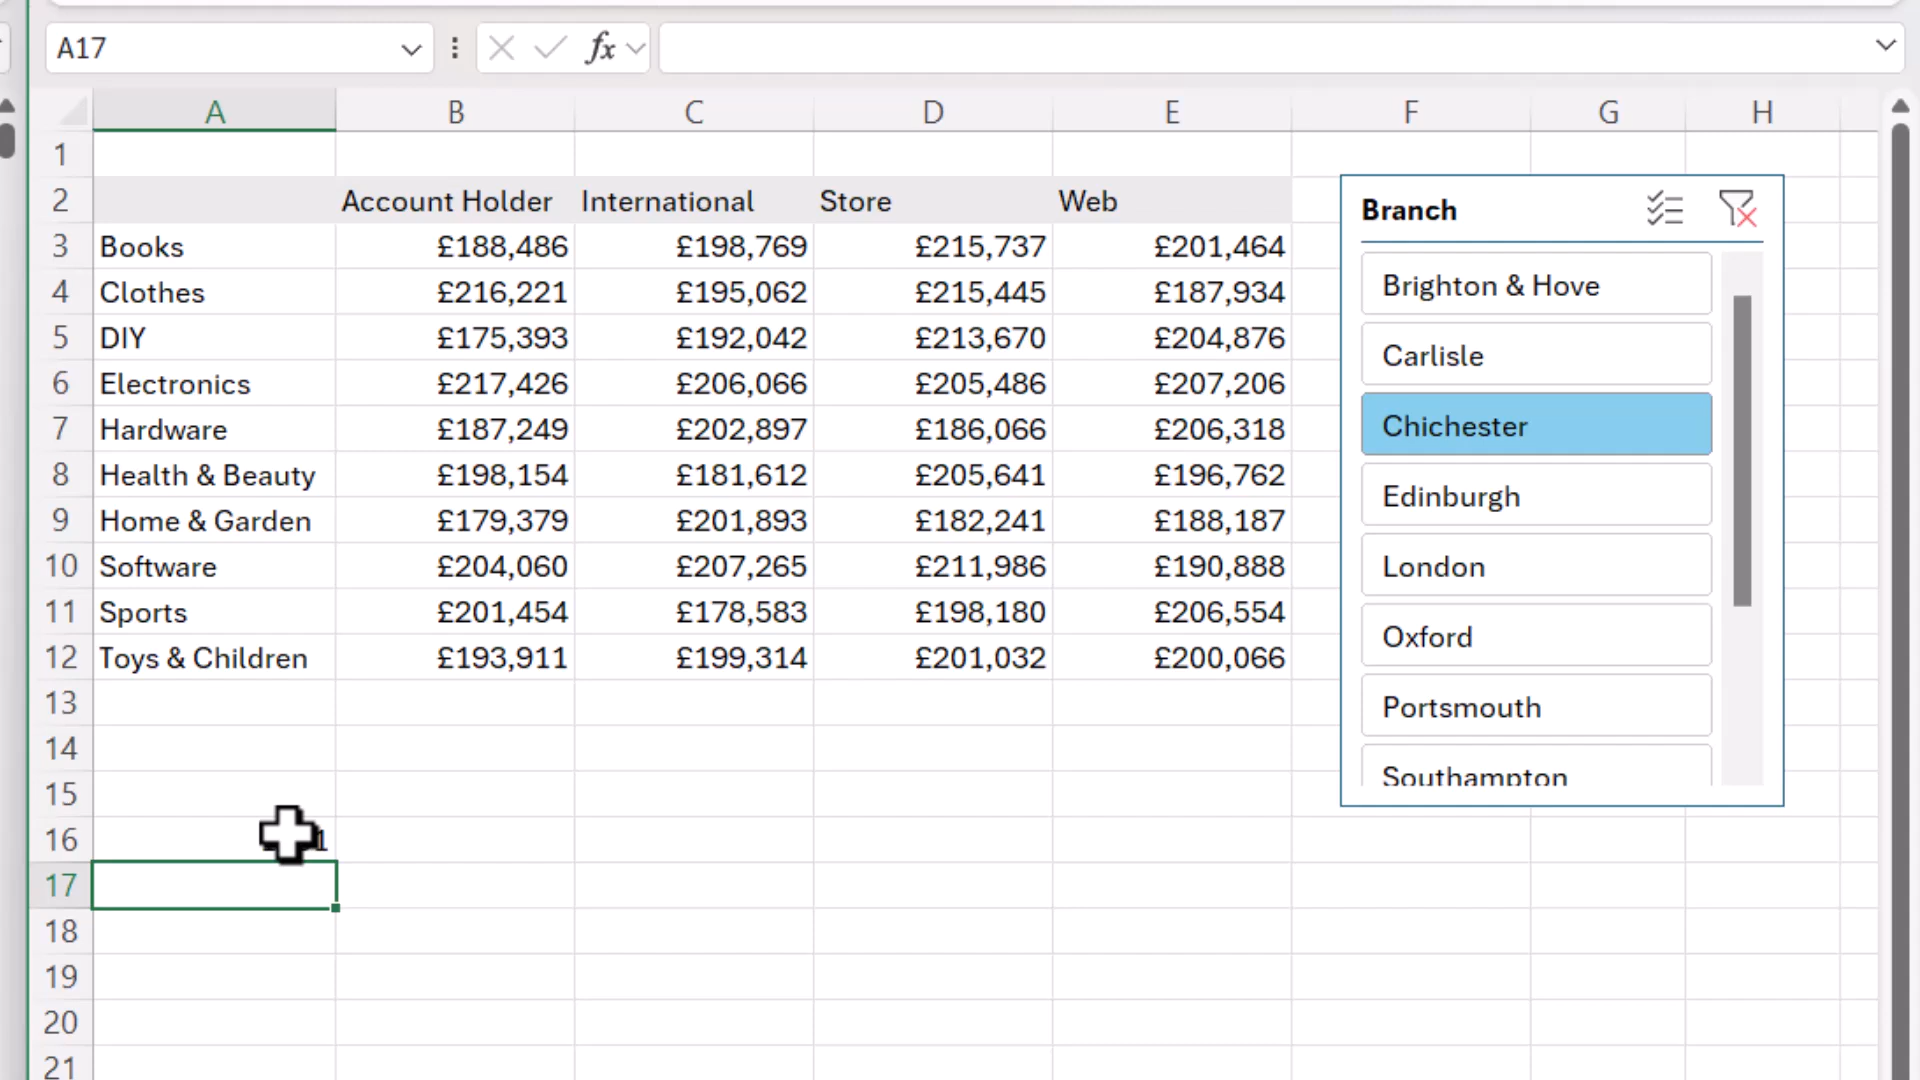 A17
fx
A B C D E F G H
1
2 Account Holder International Store Web
3 Books £188,486 £198,769 £215,737 £201,464
4 Clothes £216,221 £195,062 £215,445 £187,934
5 DIY £175,393 £192,042 £213,670 £204,876
6 Electronics £217,426 £206,066 £205,486 £207,206
7 Hardware £187,249 £202,897 £186,066 £206,318
8 Health & Beauty £198,154 £181,612 £205,641 £196,762
9 Home & Garden £179,379 £201,893 £182,241 £188,187
10 Software £204,060 £207,265 £211,986 £190,888
11 Sports £201,454 £178,583 £198,180 £206,554
12 Toys & Children £193,911 £199,314 £201,032 £200,066
13
14
15
16
17
18
19
20
21
Branch
Brighton & Hove
Carlisle
Chichester
Edinburgh
London
Oxford
Portsmouth
Southampton